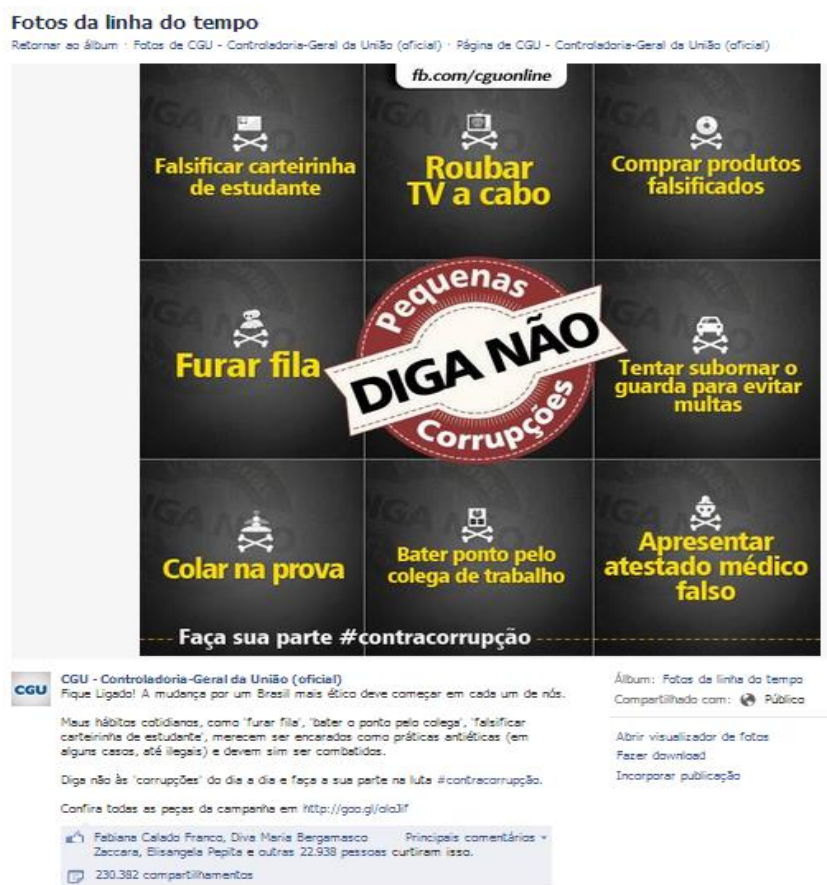 Fotos da linha do tempo
Retornar ao álbum · Fotos de CGU - Controladoria-Geral da União (oficial) · Página de CGU - Controladoria-Geral da União (oficial)
fb.com/cguonline
Falsificar carteirinha
de estudante
Roubar
TV a cabo
Comprar produtos
falsificados
Furar fila
Pequenas
DIGA NÃO
Corrupções
Tentar subornar o
guarda para evitar
multas
Colar na prova
Bater ponto pelo
colega de trabalho
Apresentar
atestado médico
falso
Faça sua parte #contracorrupção
CGU
CGU - Controladoria-Geral da União (oficial)
Fique Ligado! A mudança por um Brasil mais ético deve começar em cada um de nós.
Maus hábitos cotidianos, como 'furar fila', 'bater o ponto pelo colega', 'falsificar
carteirinha de estudante', merecem ser encarados como práticas antiéticas (em
alguns casos, até ilegais) e devem sim ser combatidos.
Diga não às 'corrupções' do dia a dia e faça a sua parte na luta #contracorrupção.
Confira todas as peças da campanha em
Fabiana Calado Franco, Diva Maria Bergamasco
Zaccara, Elisangela Pepita e outras 22.938 pessoas curtiram isso.
Principais comentários
230.382 compartilhamentos
Álbum: Fotos da linha do tempo
Compartilhado com: Público
Abrir visualizador de fotos
Fazer download
Incorporar publicação